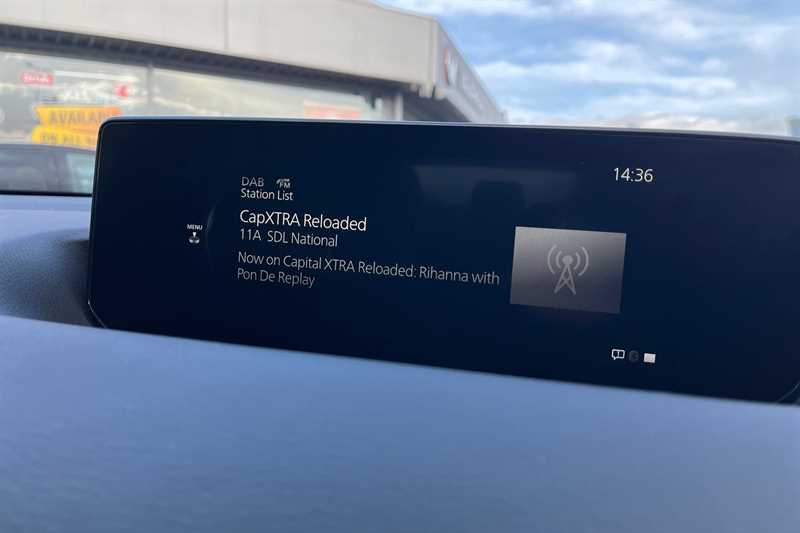 AVAILABLE
14:36
DAB FM
Station List
MENU
CapXTRA Reloaded
11A SDL National
Now on Capital XTRA Reloaded: Rihanna with
Pon De Replay